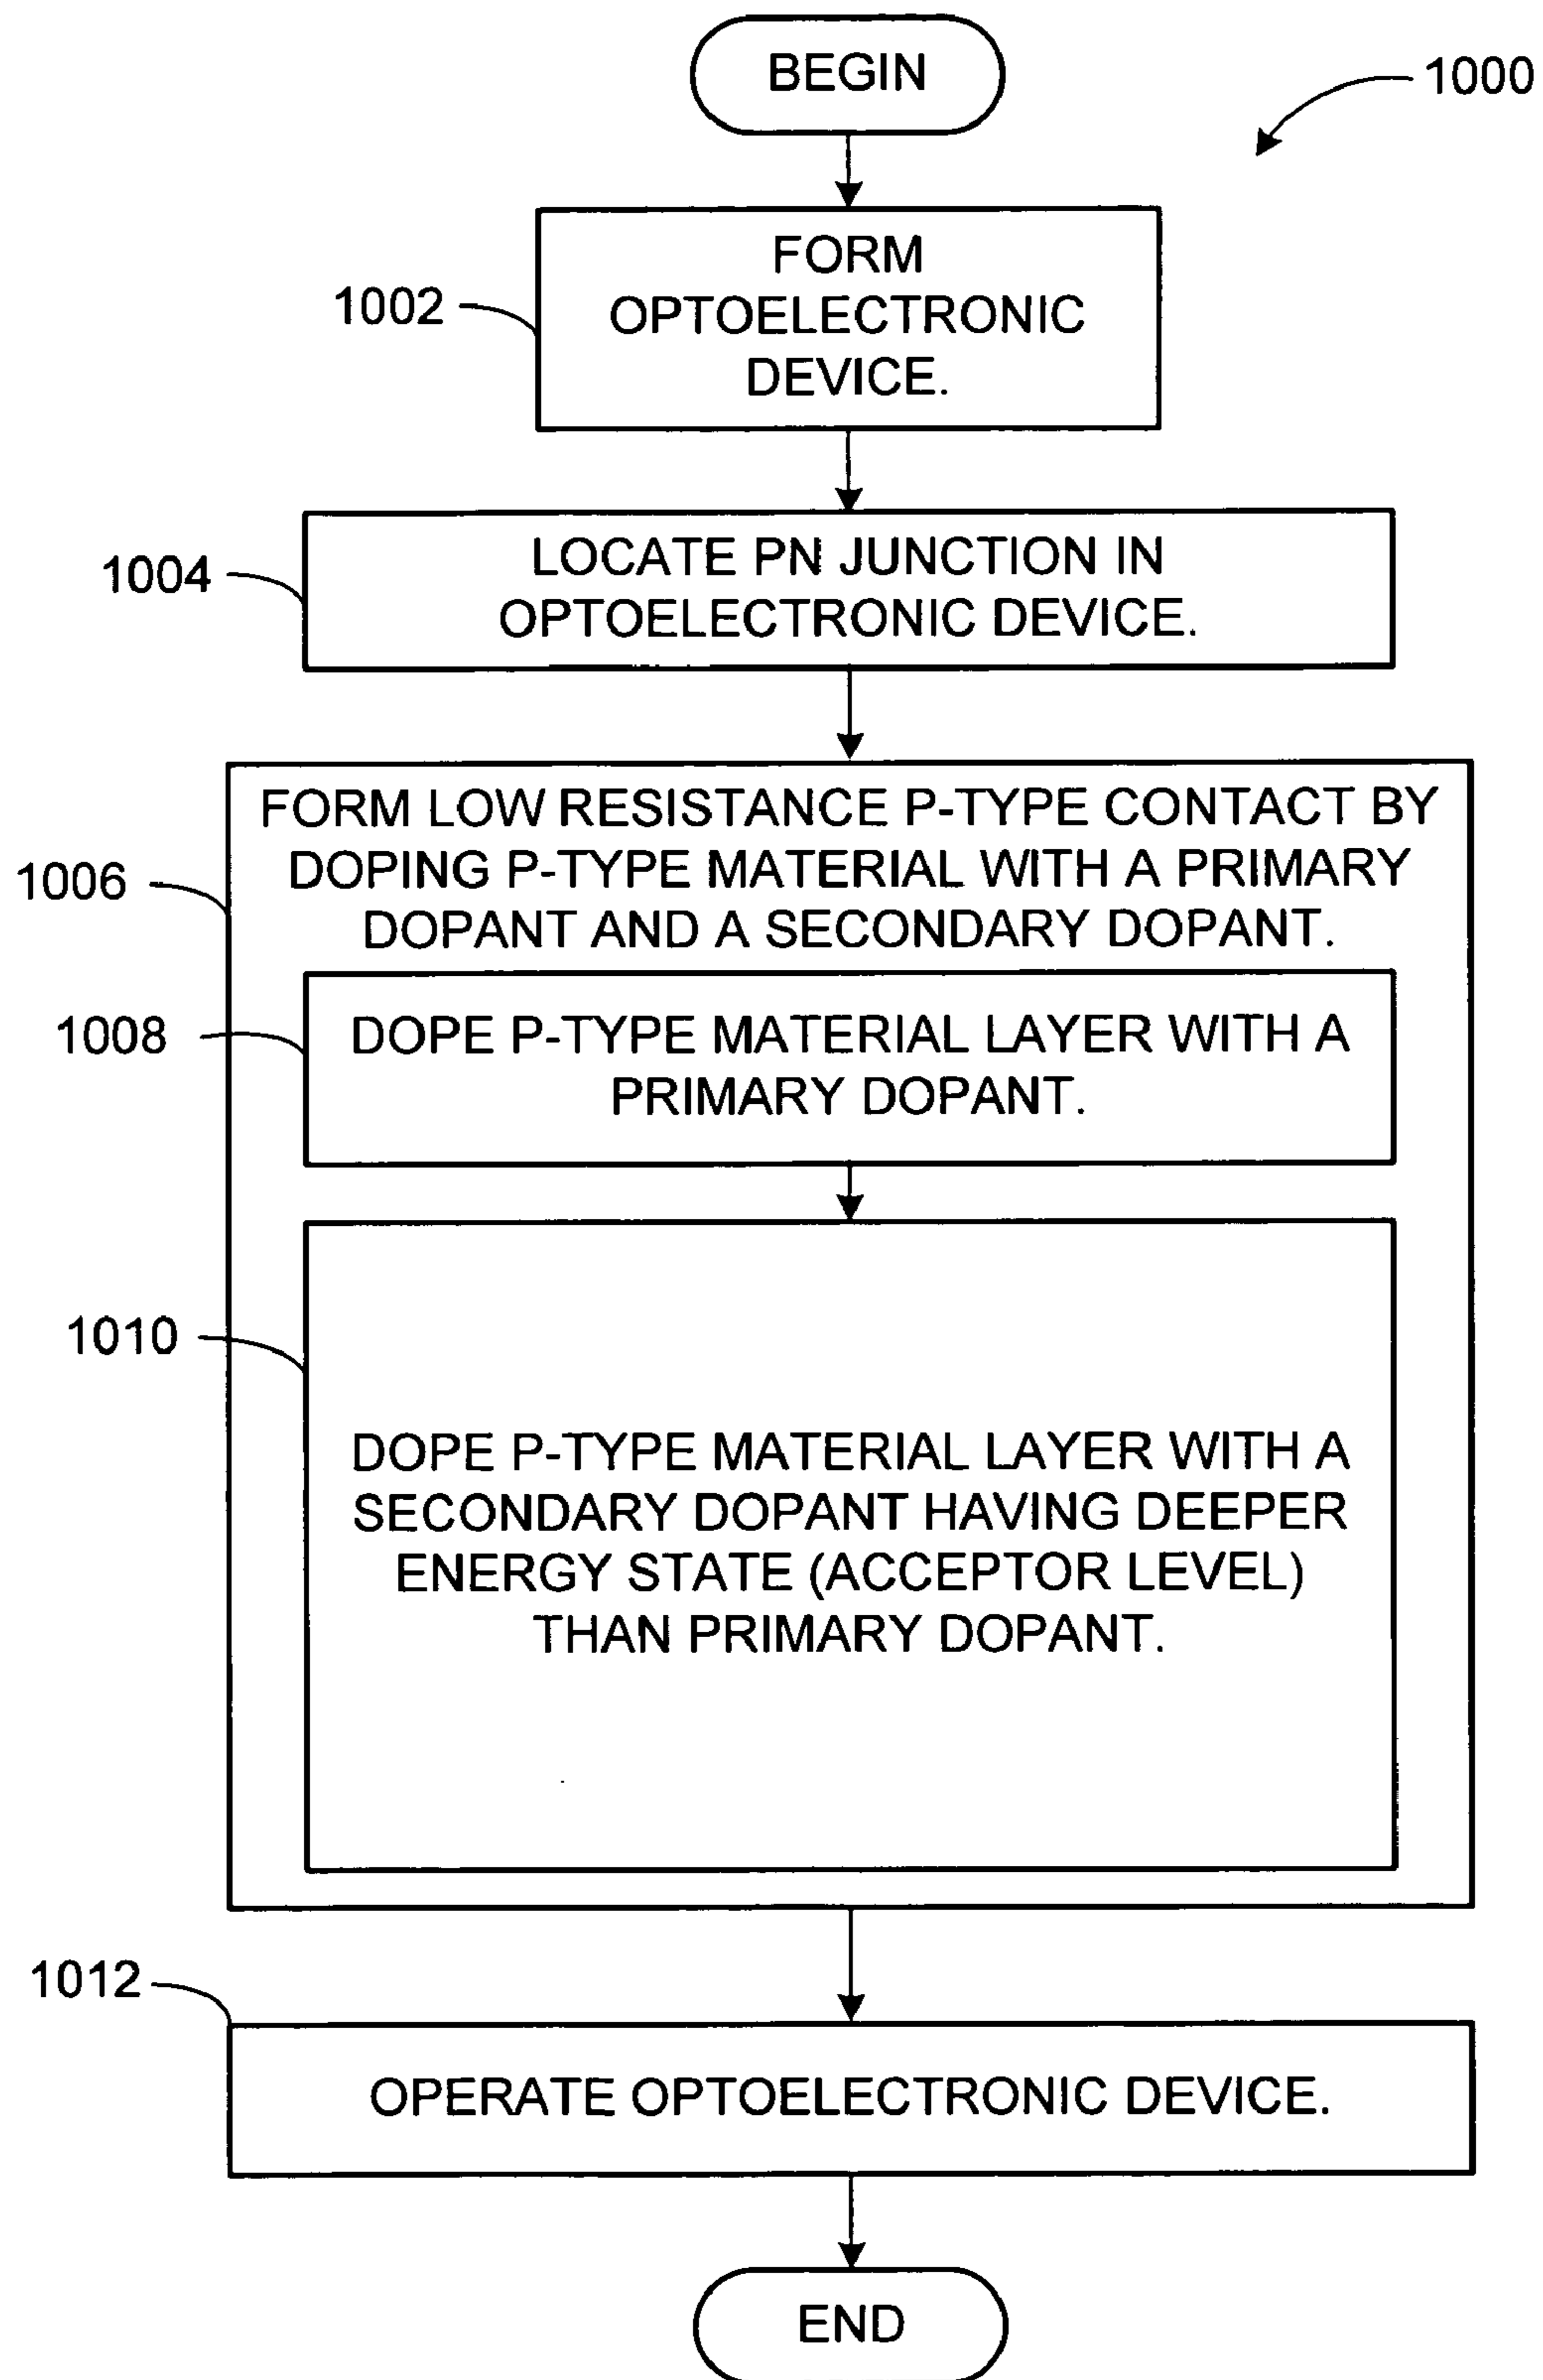 BEGIN
1000
FORM
OPTOELECTRONIC
DEVICE.
1002
LOCATE PN JUNCTION IN
OPTOELECTRONIC DEVICE.
1004
FORM LOW RESISTANCE P-TYPE CONTACT BY
DOPING P-TYPE MATERIAL WITH A PRIMARY
DOPANT AND A SECONDARY DOPANT.
1006
DOPE P-TYPE MATERIAL LAYER WITH A
PRIMARY DOPANT.
1008
1010
DOPE P-TYPE MATERIAL LAYER WITH A
SECONDARY DOPANT HAVING DEEPER
ENERGY STATE (ACCEPTOR LEVEL)
THAN PRIMARY DOPANT.
1012
OPERATE OPTOELECTRONIC DEVICE.
END